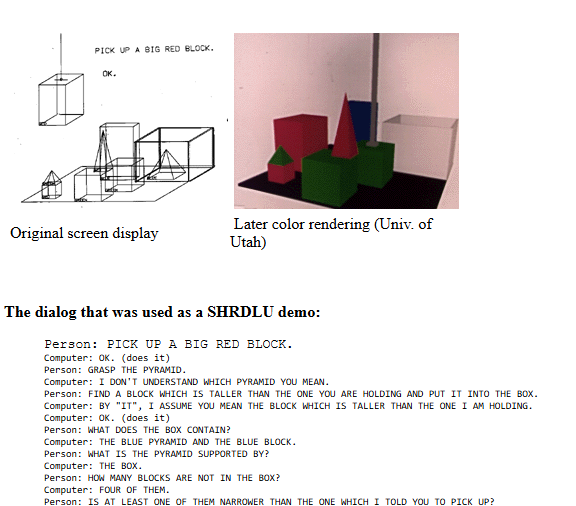 PICK UP A BIG RED BLOCK.
OK.
Original screen display
Later color rendering (Univ. of
Utah)
The dialog that was used as a SHRDLU demo:
Person: PICK UP A BIG RED BLOCK.
Computer: OK. (does it)
Person: GRASP THE PYRAMID.
Computer: I DON'T UNDERSTAND WHICH PYRAMID YOU MEAN.
Person: FIND A BLOCK WHICH IS TALLER THAN THE ONE YOU ARE HOLDING AND PUT IT INTO THE BOX.
Computer: BY "IT", I ASSUME YOU MEAN THE BLOCK WHICH IS TALLER THAN THE ONE I AM HOLDING.
Computer: OK. (does it)
Person: WHAT DOES THE BOX CONTAIN?
Computer: THE BLUE PYRAMID AND THE BLUE BLOCK.
Person: WHAT IS THE PYRAMID SUPPORTED BY?
Computer: THE BOX.
Person: HOW MANY BLOCKS ARE NOT IN THE BOX?
Computer: FOUR OF THEM.
Person: IS AT LEAST ONE OF THEM NARROWER THAN THE ONE WHICH I TOLD YOU TO PICK UP?